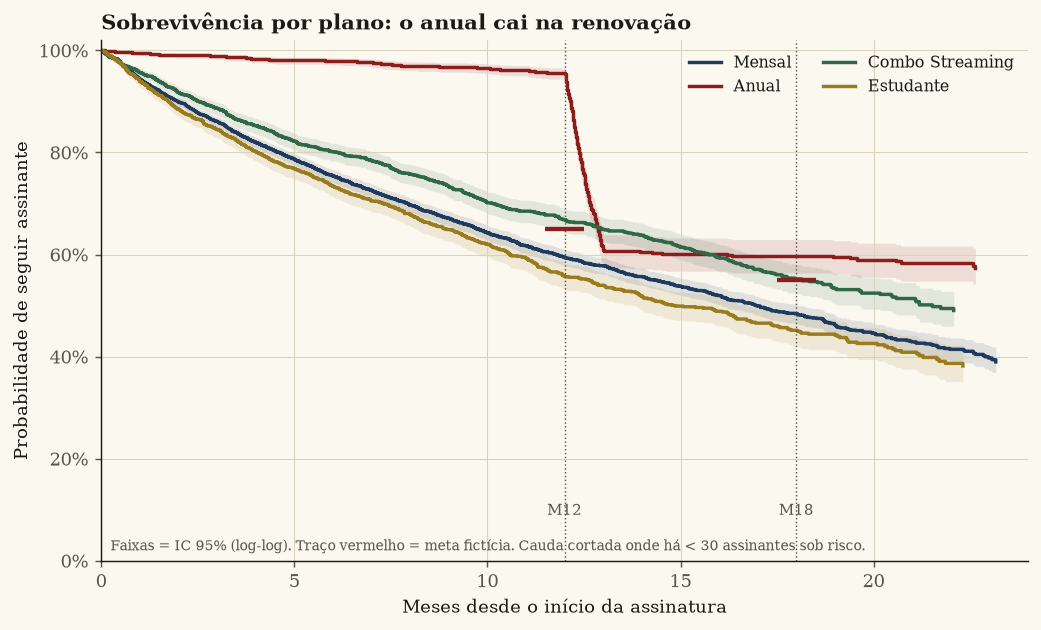 Sobrevivência por plano: o anual cai na renovação
Mensal
Anual
Combo Streaming
Estudante
Probabilidade de seguir assinante
100%
80%
60%
40%
20%
0%
M12
M18
Faixas = IC 95% (log-log). Traço vermelho = meta fictícia. Cauda cortada onde há < 30 assinantes sob risco.
0
5
10
15
20
Meses desde o início da assinatura